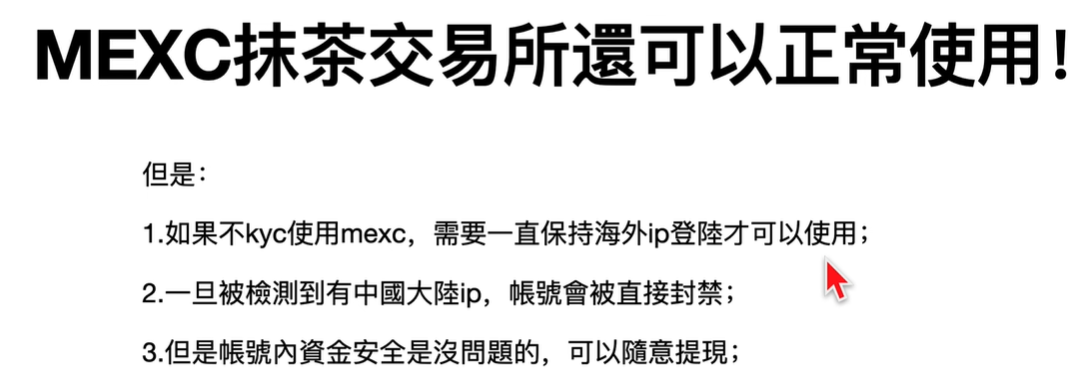 MEXC抹茶交易所還可以正常使用！
但是：
1.如果不kyc使用mexc，需要一直保持海外ip登陸才可以使用；
2.一旦被檢測到有中國大陸ip，帳號會被直接封禁；
3.但是帳號內資金安全是沒問題的，可以隨意提現；